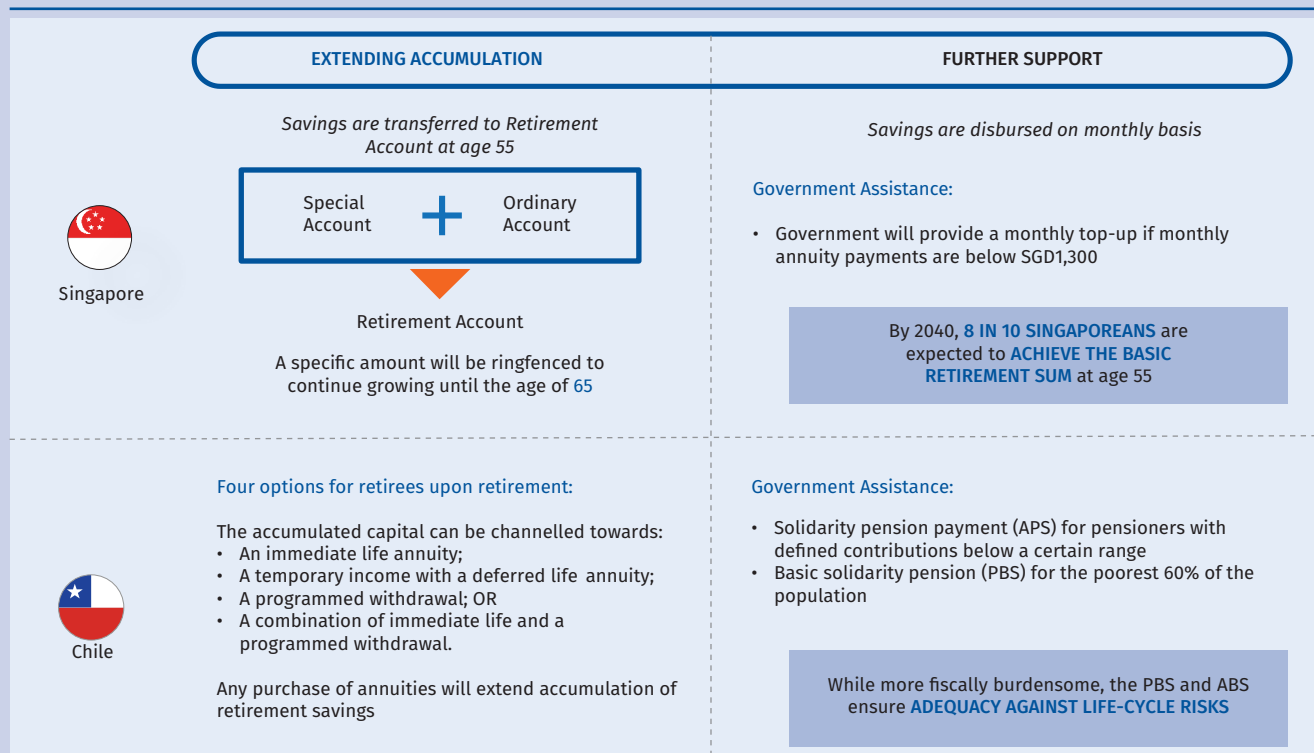 EXTENDING ACCUMULATION
FURTHER SUPPORT
Savings are transferred to Retirement
Account at age 55
Special
Account
+
Ordinary
Account
Retirement Account
A specific amount will be ringfenced to
continue growing until the age of 65
Singapore
Savings are disbursed on monthly basis
Government Assistance:
• Government will provide a monthly top-up if monthly
annuity payments are below SGD1,300
By 2040, 8 IN 10 SINGAPOREANS are
expected to ACHIEVE THE BASIC
RETIREMENT SUM at age 55
Four options for retirees upon retirement:
The accumulated capital can be channelled towards:
• An immediate life annuity;
• A temporary income with a deferred life annuity;
• A programmed withdrawal; OR
• A combination of immediate life and a
programmed withdrawal.
Any purchase of annuities will extend accumulation of
retirement savings
Chile
Government Assistance:
• Solidarity pension payment (APS) for pensioners with
defined contributions below a certain range
• Basic solidarity pension (PBS) for the poorest 60% of the
population
While more fiscally burdensome, the PBS and ABS
ensure ADEQUACY AGAINST LIFE-CYCLE RISKS